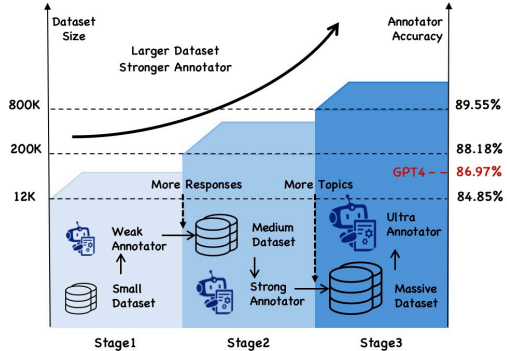 Dataset
Size
Annotator
Accuracy
Larger Dataset
Stronger Annotator
800K
89.55%
200K
88.18%
GPT4
86.97%
12K
84.85%
More Responses
More Topics
Weak
Annotator
Medium
Dataset
Ultra
Annotator
Small
Dataset
Strong
Annotator
Massive
Dataset
Stage1
Stage2
Stage3